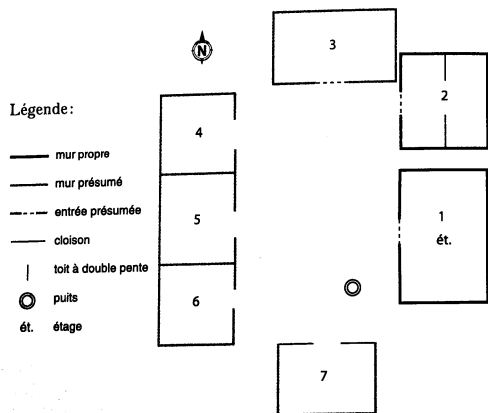 N
3
2
4
Légende:
mur propre
mur présumé
entrée présumée
cloison
toit à double pente
puits
ét. étage
5
1
ét.
6
7